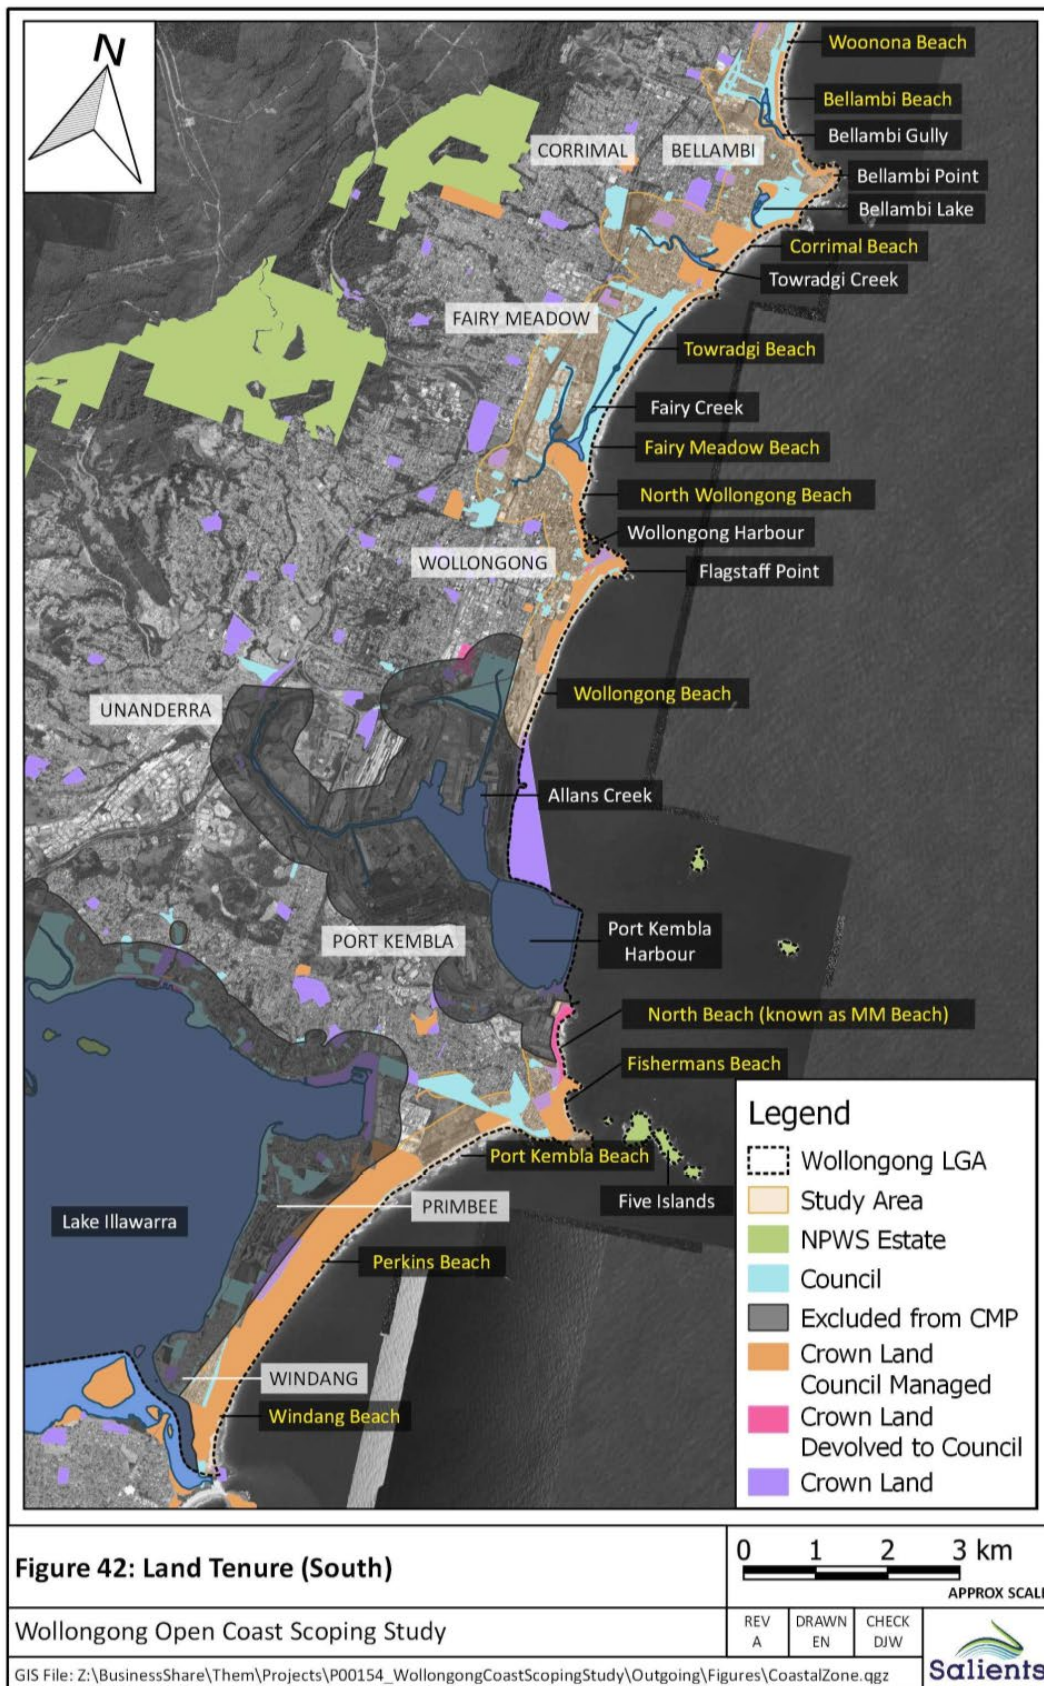 N
Woonona Beach
Bellambi Beach
Bellambi Gully
CORRIMAL
BELLAMBI
Bellambi Point
Bellambi Lake
Corrimal Beach
Towradgi Creek
FAIRY MEADOW
Towradgi Beach
Fairy Creek
Fairy Meadow Beach
North Wollongong Beach
Wollongong Harbour
WOLLONGONG
Flagstaff Point
Wollongong Beach
UNANDERRA
Allans Creek
PORT KEMBLA
Port Kembla
Harbour
North Beach (known as MM Beach)
Fishermans Beach
Port Kembla Beach
Five Islands
PRIMBEE
Lake Illawarra
Perkins Beach
WINDANG
Windang Beach
Legend
Wollongong LGA
Study Area
NPWS Estate
Council
Excluded from CMP
Crown Land
Council Managed
Crown Land
Devolved to Council
Crown Land
Figure 42: Land Tenure (South)
0 1 2 3 km
APPROX SCALE
Wollongong Open Coast Scoping Study
REV
A
DRAWN
EN
CHECK
DJW
GIS File: Z:\BusinessShare\Them\Projects\P00154_WollongongCoastScopingStudy\Outgoing\Figures\CoastalZone.qgz
Salients